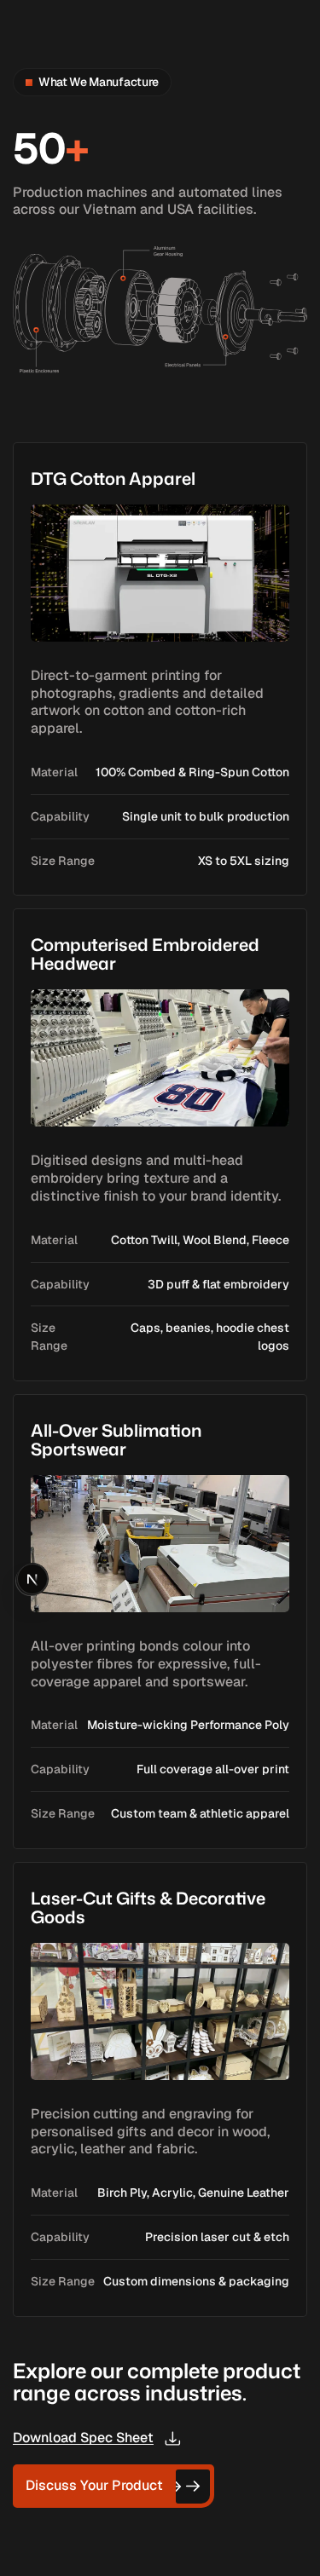 What We Manufacture
50+
Production machines and automated lines
across our Vietnam and USA facilities.
Aluminum
Gear Housing
Electrical Panels
Plastic Enclosures
DTG Cotton Apparel
Direct-to-garment printing for
photographs, gradients and detailed
artwork on cotton and cotton-rich
apparel.
Material 100% Combed & Ring-Spun Cotton
Capability Single unit to bulk production
Size Range XS to 5XL sizing
Computerised Embroidered
Headwear
80
Digitised designs and multi-head
embroidery bring texture and a
distinctive finish to your brand identity.
Material Cotton Twill, Wool Blend, Fleece
Capability 3D puff & flat embroidery
Size Caps, beanies, hoodie chest
Range logos
All-Over Sublimation
Sportswear
N
All-over printing bonds colour into
polyester fibres for expressive, full-
coverage apparel and sportswear.
Material Moisture-wicking Performance Poly
Capability Full coverage all-over print
Size Range Custom team & athletic apparel
Laser-Cut Gifts & Decorative
Goods
Precision cutting and engraving for
personalised gifts and decor in wood,
acrylic, leather and fabric.
Material Birch Ply, Acrylic, Genuine Leather
Capability Precision laser cut & etch
Size Range Custom dimensions & packaging
Explore our complete product
range across industries.
Download Spec Sheet
Discuss Your Product